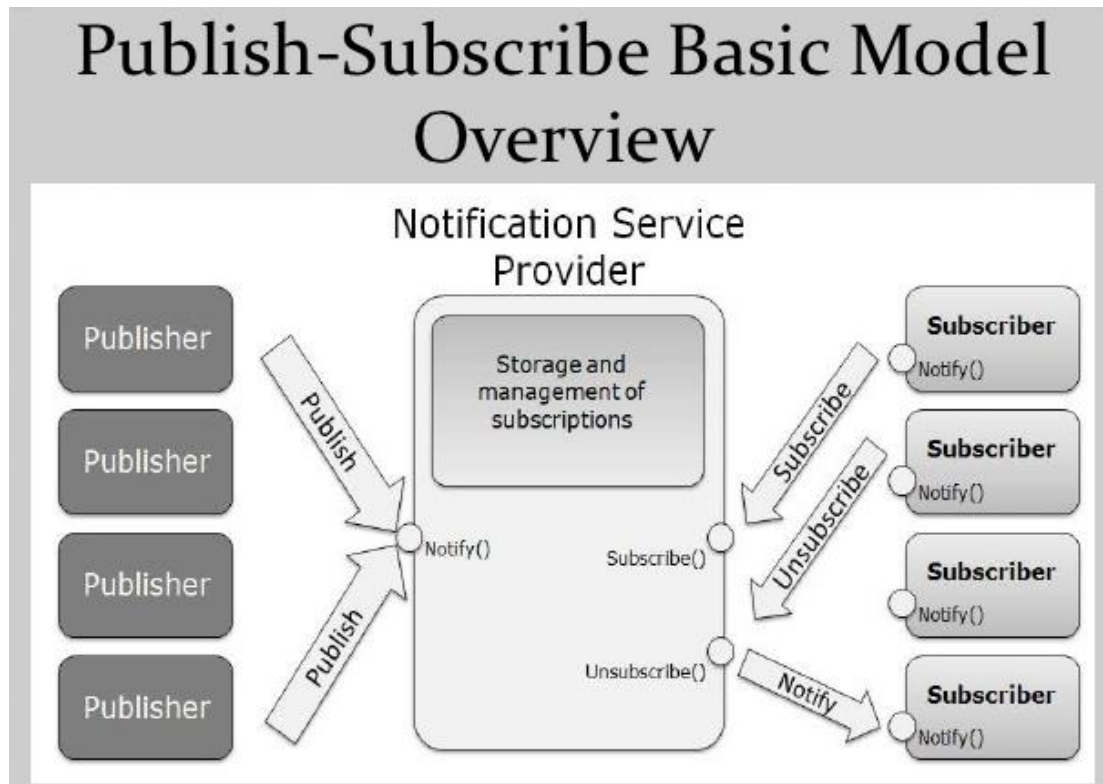 Publish-Subscribe Basic Model
Overview
Notification Service
Provider
Publisher
Publisher
Publisher
Publisher
Publish
Publish
Storage and
management of
subscriptions
Notify()
Subscribe()
Unsubscribe()
Subscribe
Unsubscribe
Notify
Subscriber
Notify()
Subscriber
Notify()
Subscriber
Notify()
Subscriber
Notify()